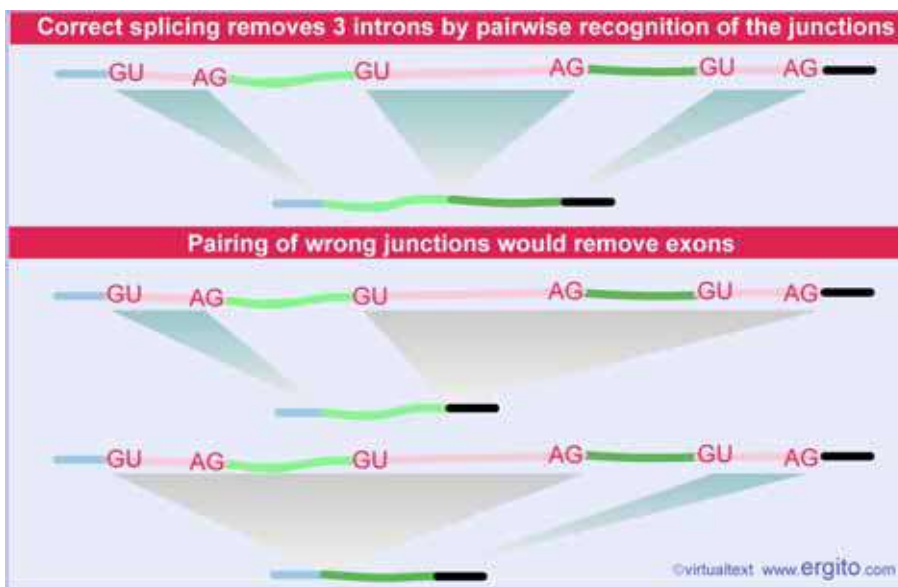 Correct splicing removes 3 introns by pairwise recognition of the junctions
GU AG GU AG GU AG
Pairing of wrong junctions would remove exons
GU AG GU AG GU AG
GU AG GU AG GU AG
©virtualtext www.ergito.com